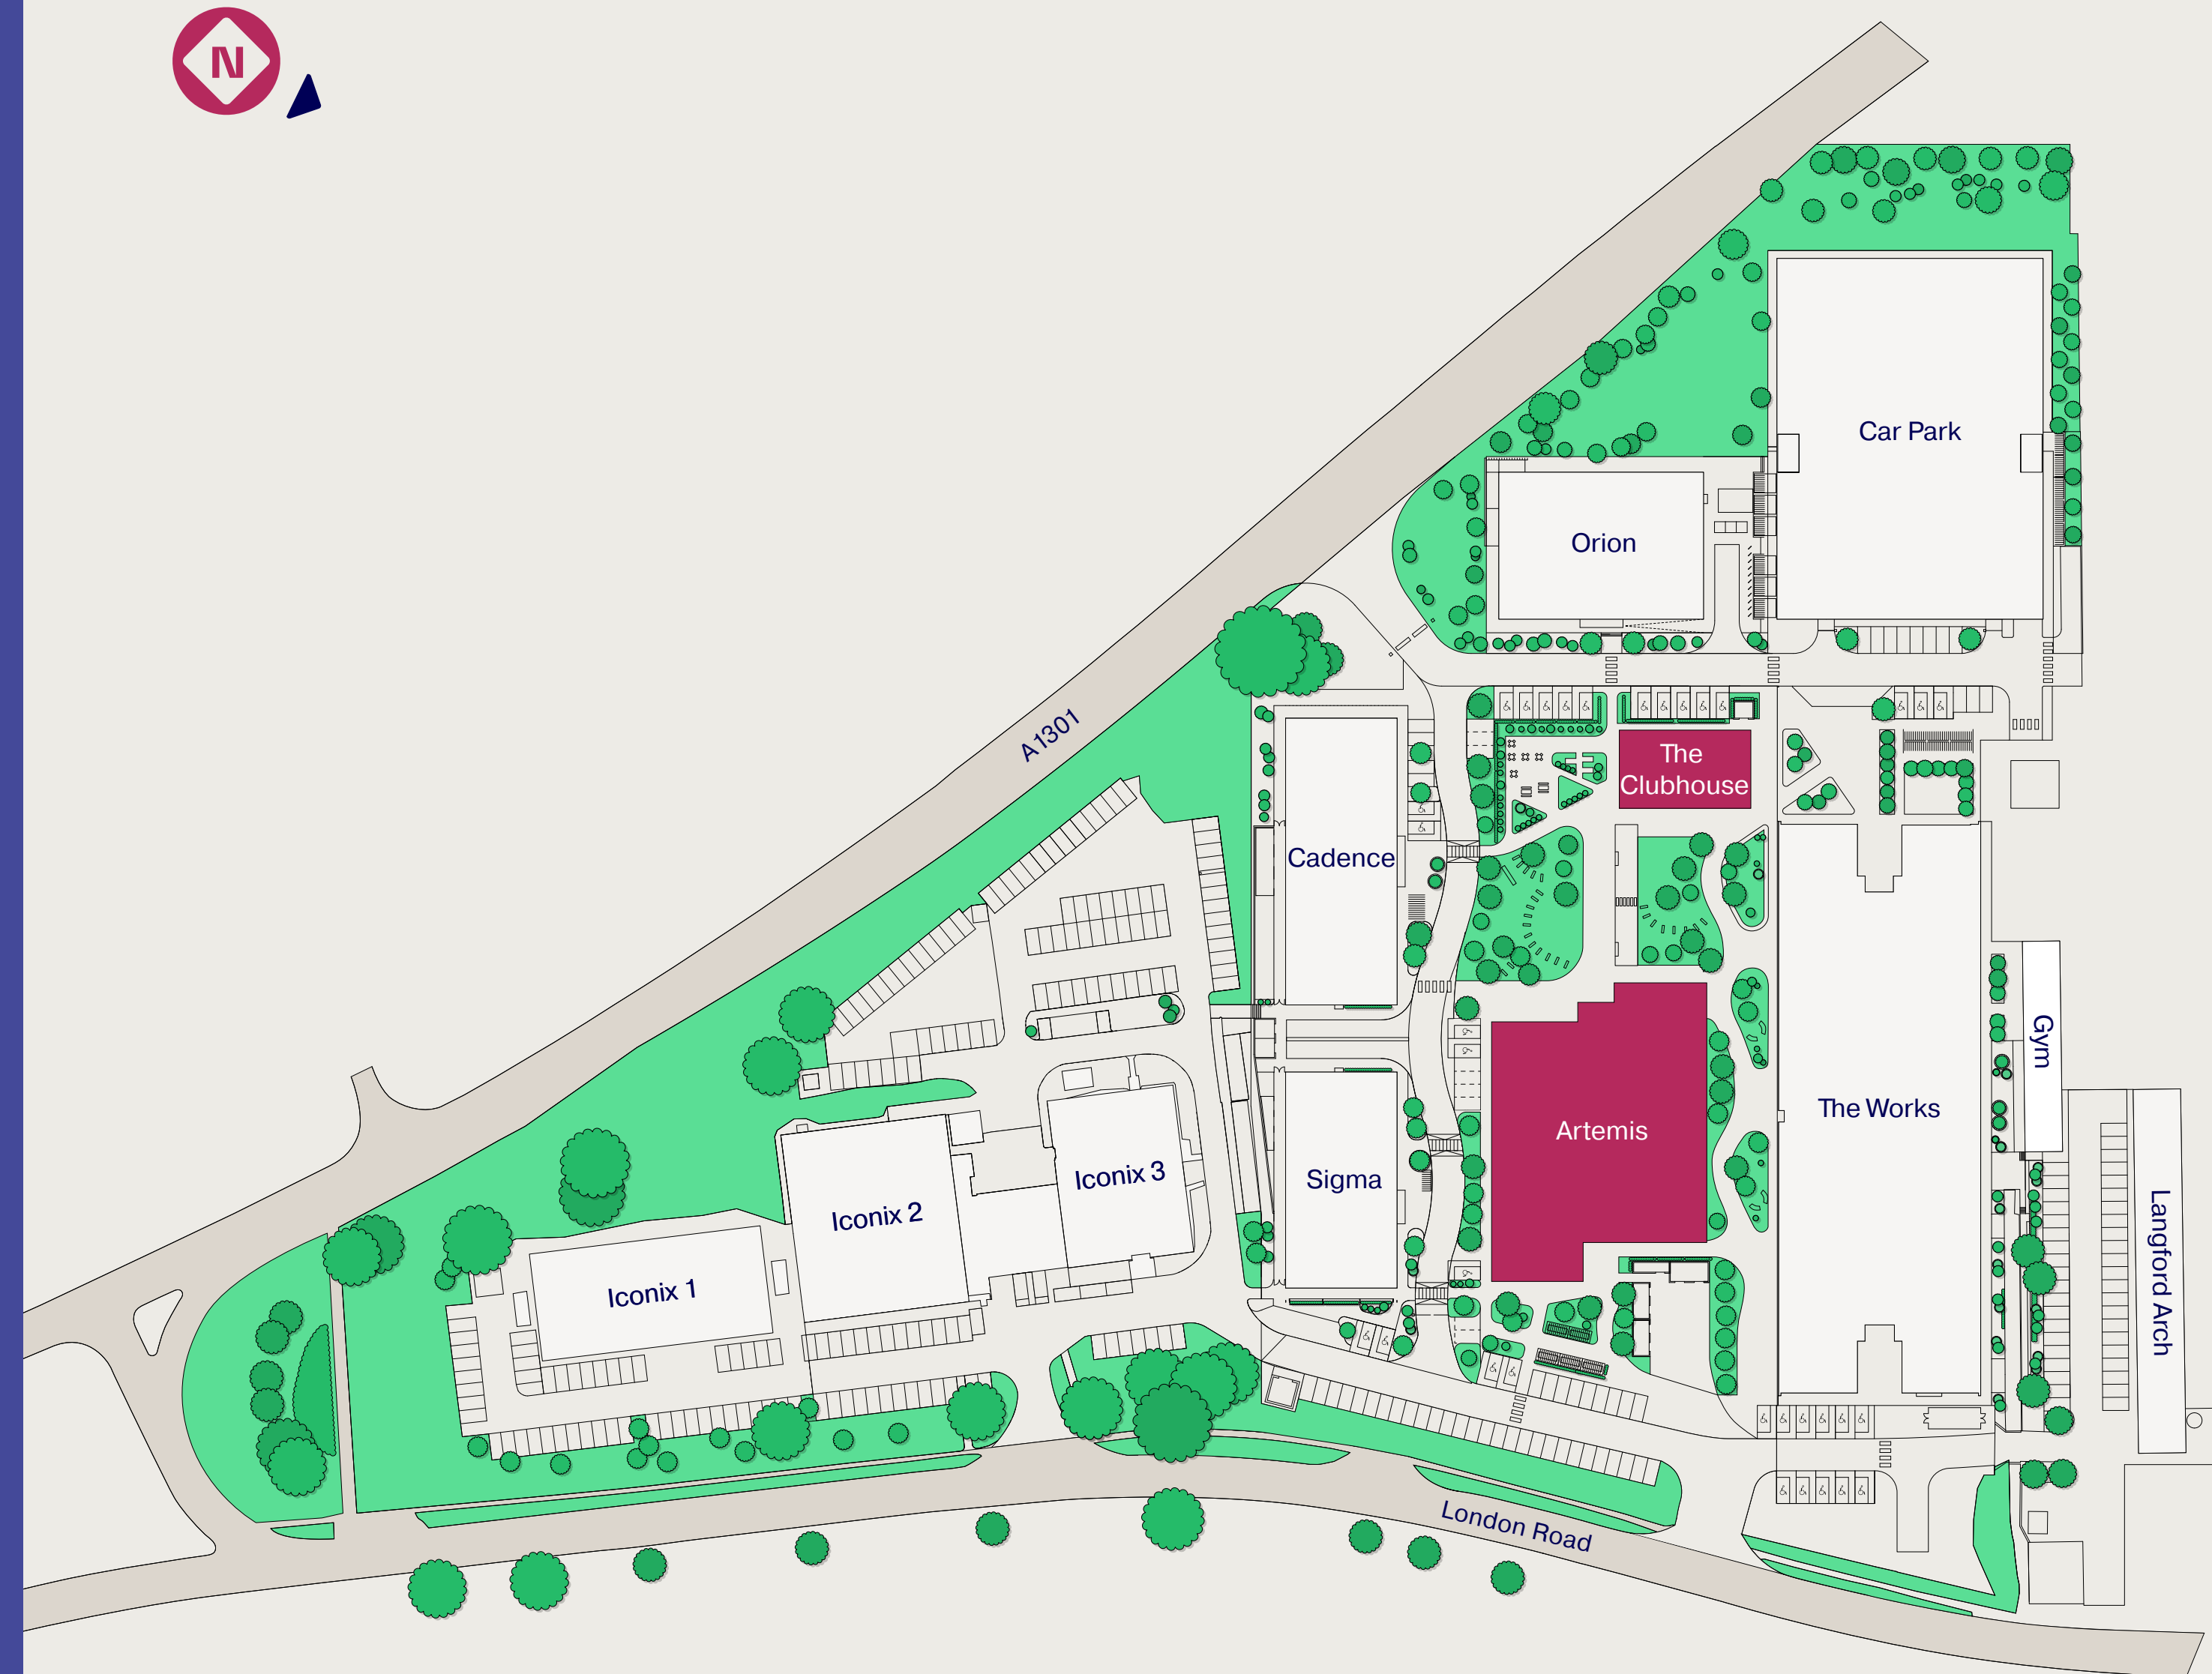 N
Car Park
Orion
A1301
The
Clubhouse
Cadence
Gym
The Works
Artemis
Iconix 3
Sigma
Iconix 2
Langford Arch
Iconix 1
London Road